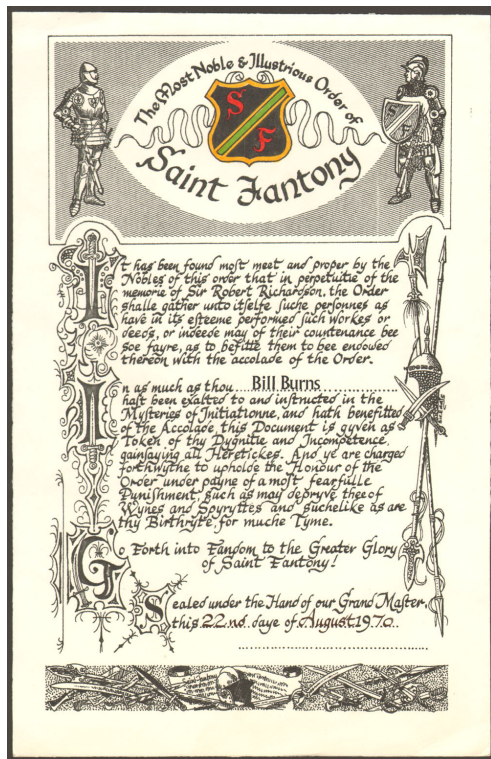 The Most Noble & Illustrious Order of
S
F
Saint Fantony
It has been found most meet and proper by the
Nobles of this order that in perpetuitie of the
memorie of Sir Robert Richardson, the Order
shalle gather unto itselfe suche personnes as
have in its esteeme performed such workes or
deeds, or indeede may of their countenance bee
soe fayre, as to befitte them to bee endowed
thereon with the accolade of the Order.
In as much as thou Bill Burns
hast been exalted to and instructed in the
Mysteries of Initiationne, and hath benefitted
of the Accolade, this Document is gyven as
Token of thy Dygnitie and Incompetence,
gainsaying all Heretickes. And ye are charged
forthwythe to upholde the Honour of the
Order under payne of a most fearfulle
Punishment, such as may depryve thee of
Wynes and Spyryttes and suchelike as are
thy Birthryte, for muche Tyme.
Go Forth into Fandom to the Greater Glory
of Saint Fantony!
Sealed under the Hand of our Grand Master,
this 22nd. daye of August 1970.